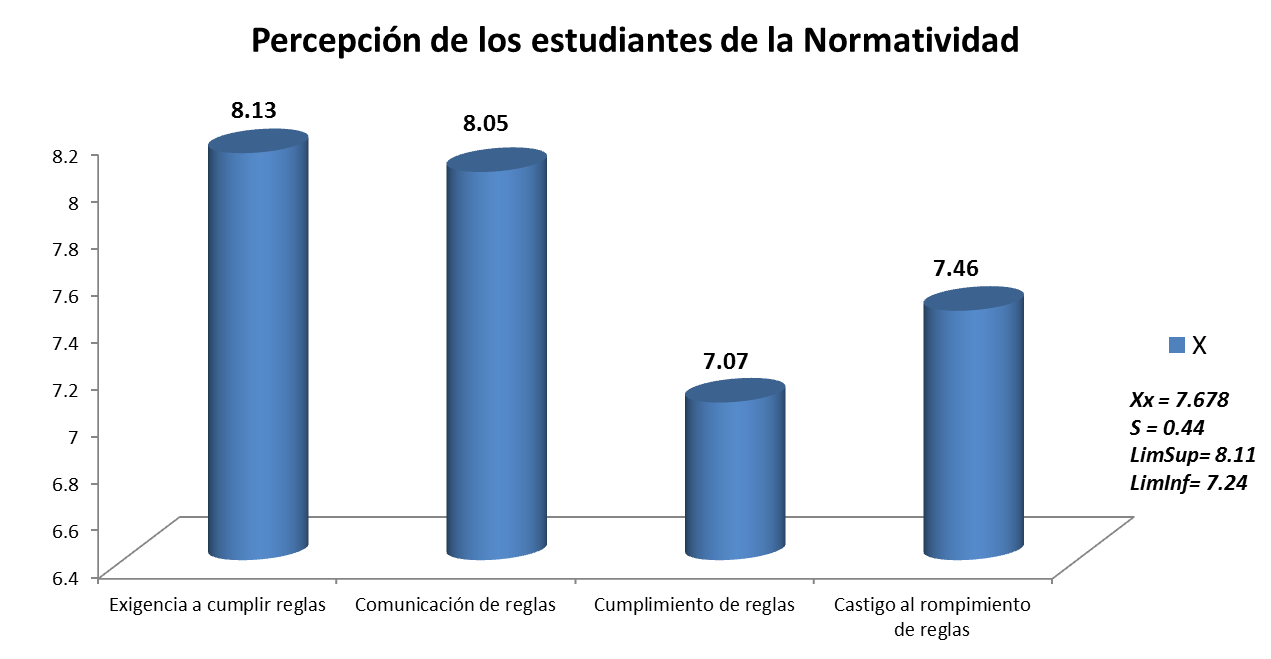 Percepción de los estudiantes de la Normatividad
8.13
8.05
7.07
7.46
8.2
8
7.8
7.6
7.4
7.2
7
6.8
6.6
6.4
Exigencia a cumplir reglas
Comunicación de reglas
Cumplimiento de reglas
Castigo al rompimiento
de reglas
X
Xx = 7.678
S = 0.44
LimSup= 8.11
LimInf= 7.24